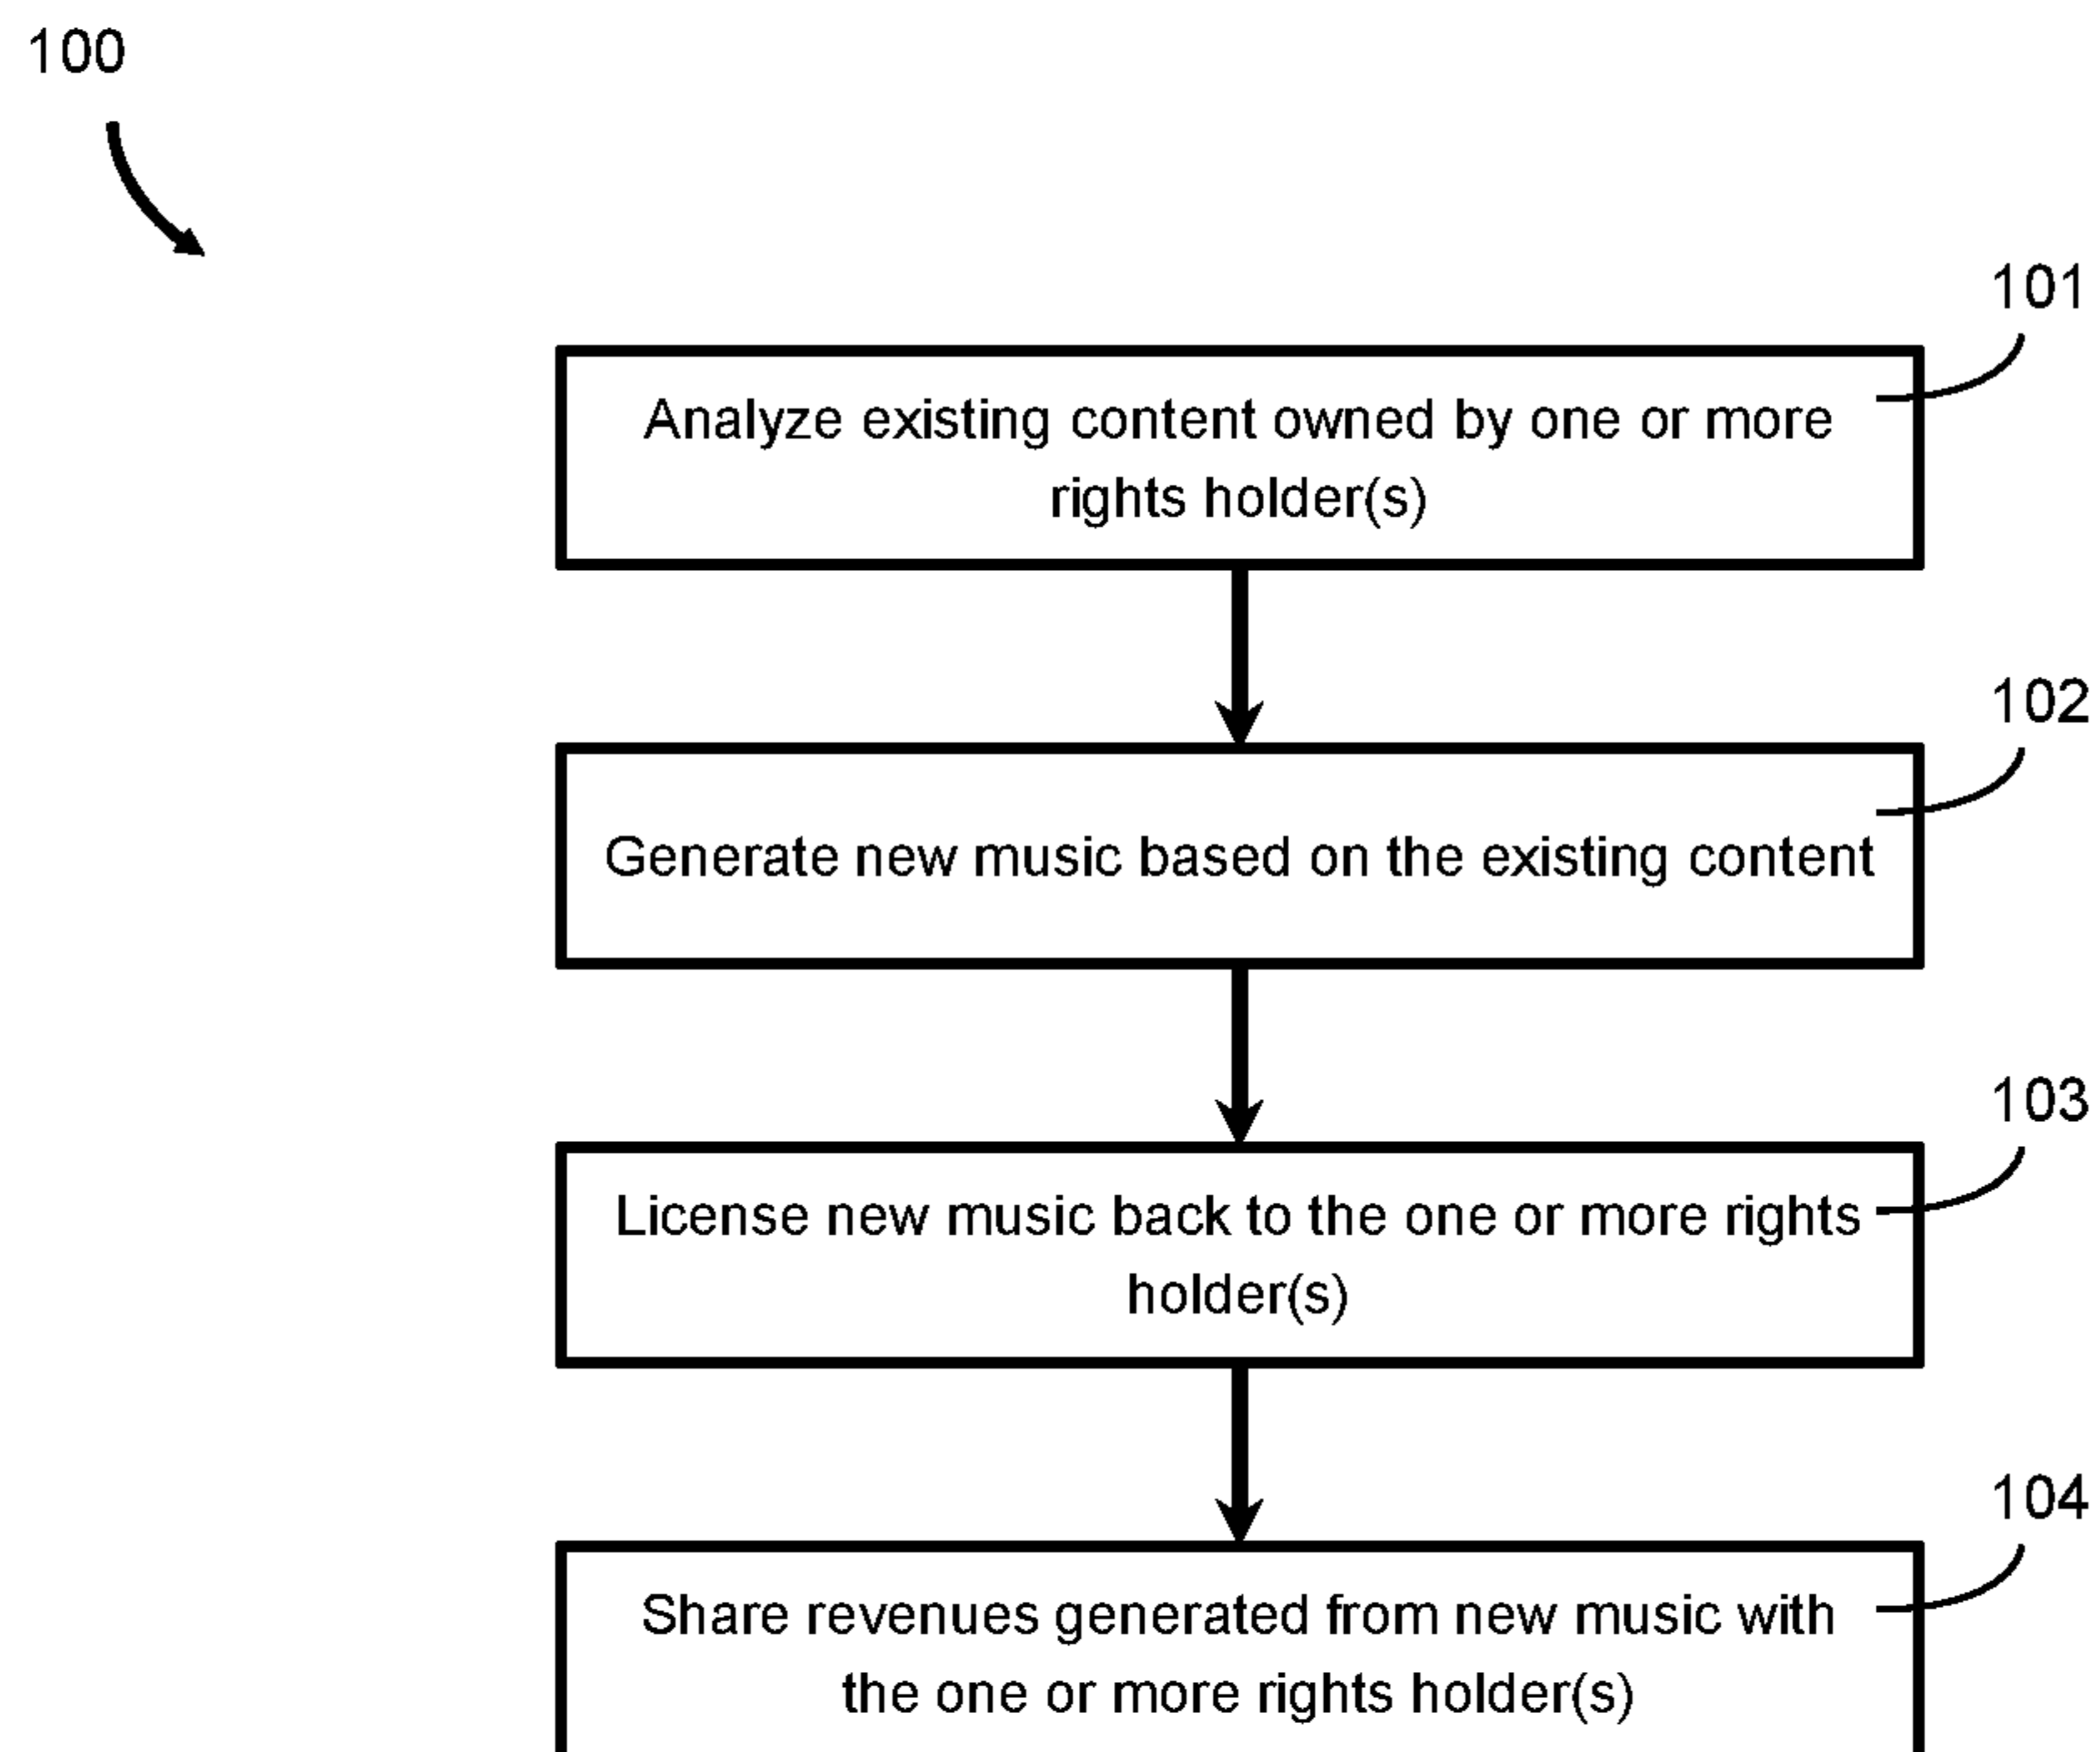 100
101
Analyze existing content owned by one or more
rights holder(s)
102
Generate new music based on the existing content
103
License new music back to the one or more rights
holder(s)
104
Share revenues generated from new music with
the one or more rights holder(s)